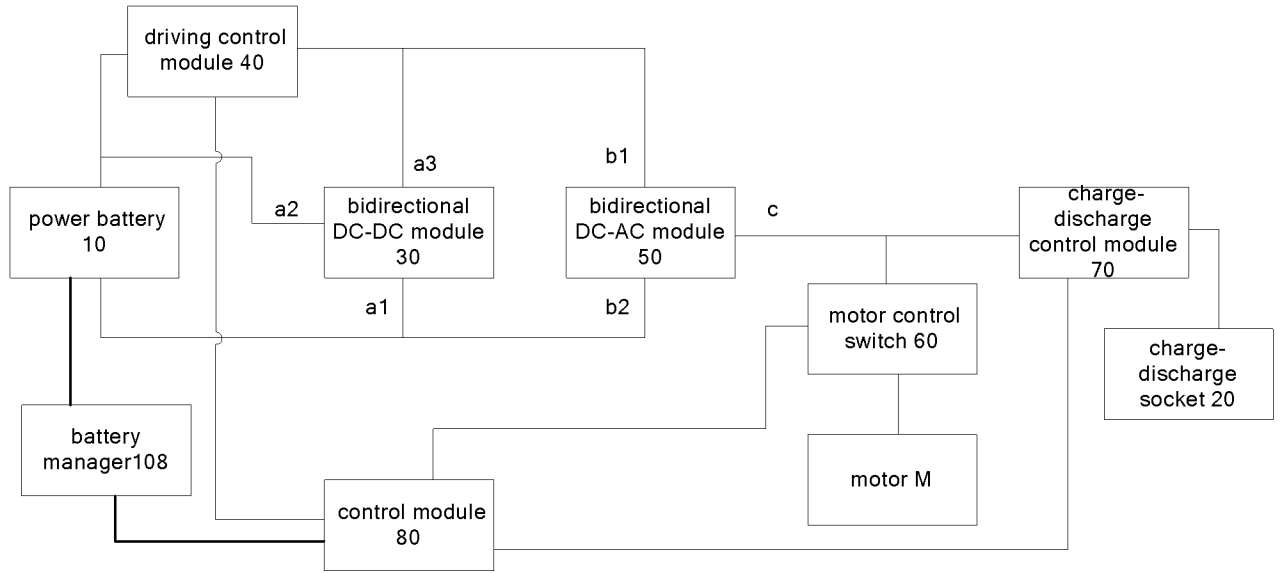 driving control
module 40
a3
b1
power battery
10
a2
bidirectional
DC-DC module
30
bidirectional
DC-AC module
50
c
charge-
discharge
control module
70
a1
b2
motor control
switch 60
charge-
discharge
socket 20
battery
manager108
motor M
control module
80